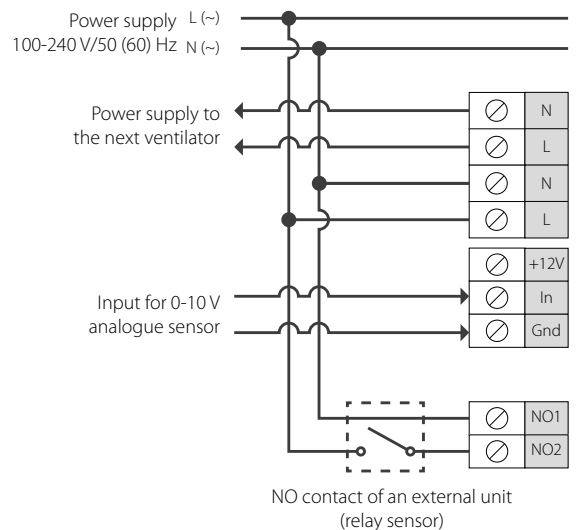 Power supply L (~)
100-240 V/50 (60) Hz N (~)
Power supply to
the next ventilator
N
L
N
L
+12V
Input for 0-10 V
analogue sensor
In
Gnd
NO1
NO2
NO contact of an external unit
(relay sensor)